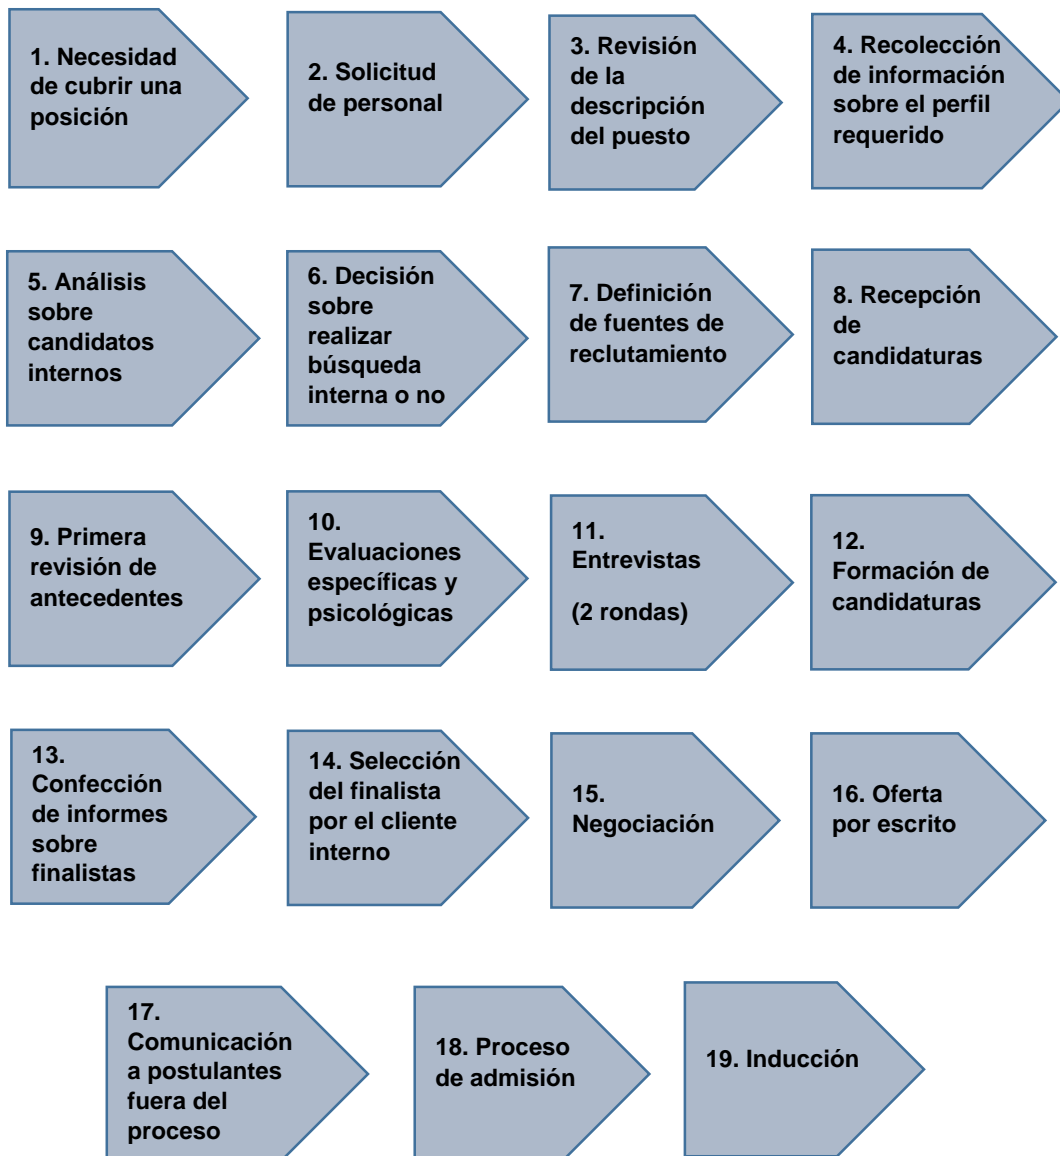 1. Necesidad
de cubrir una
posición
2. Solicitud
de personal
3. Revisión
de la
descripción
del puesto
4. Recolección
de información
sobre el perfil
requerido
5. Análisis
sobre
candidatos
internos
6. Decisión
sobre
realizar
búsqueda
interna o no
7. Definición
de fuentes de
reclutamiento
8. Recepción
de
candidaturas
9. Primera
revisión de
antecedentes
10.
Evaluaciones
específicas y
psicológicas
11.
Entrevistas
(2 rondas)
12.
Formación de
candidaturas
13.
Confección
de informes
sobre
finalistas
14. Selección
del finalista
por el cliente
interno
15.
Negociación
16. Oferta
por escrito
17.
Comunicación
a postulantes
fuera del
proceso
18. Proceso
de admisión
19. Inducción